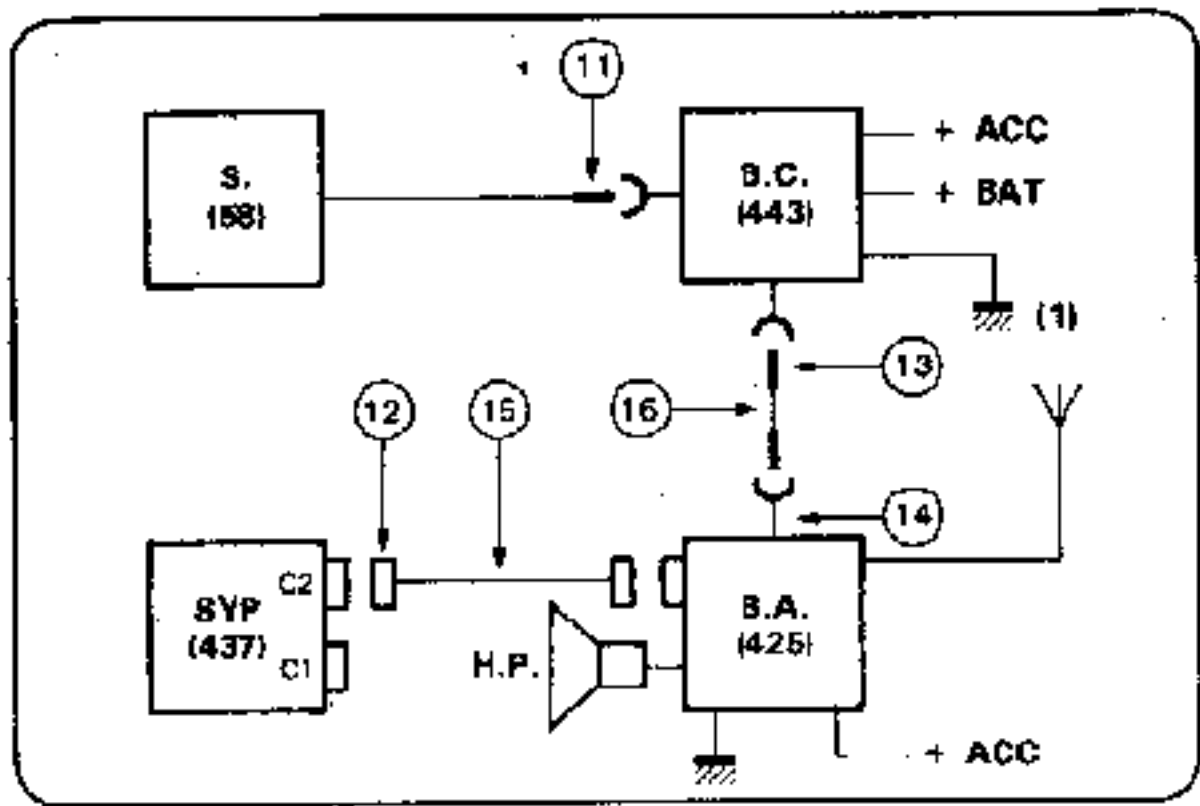 11
S.
(58)
B.C.
(443)
+ ACC
+ BAT
(1)
13
12
15
16
14
C2
SYP
(437)
C1
H.P.
B.A.
(425)
+ ACC